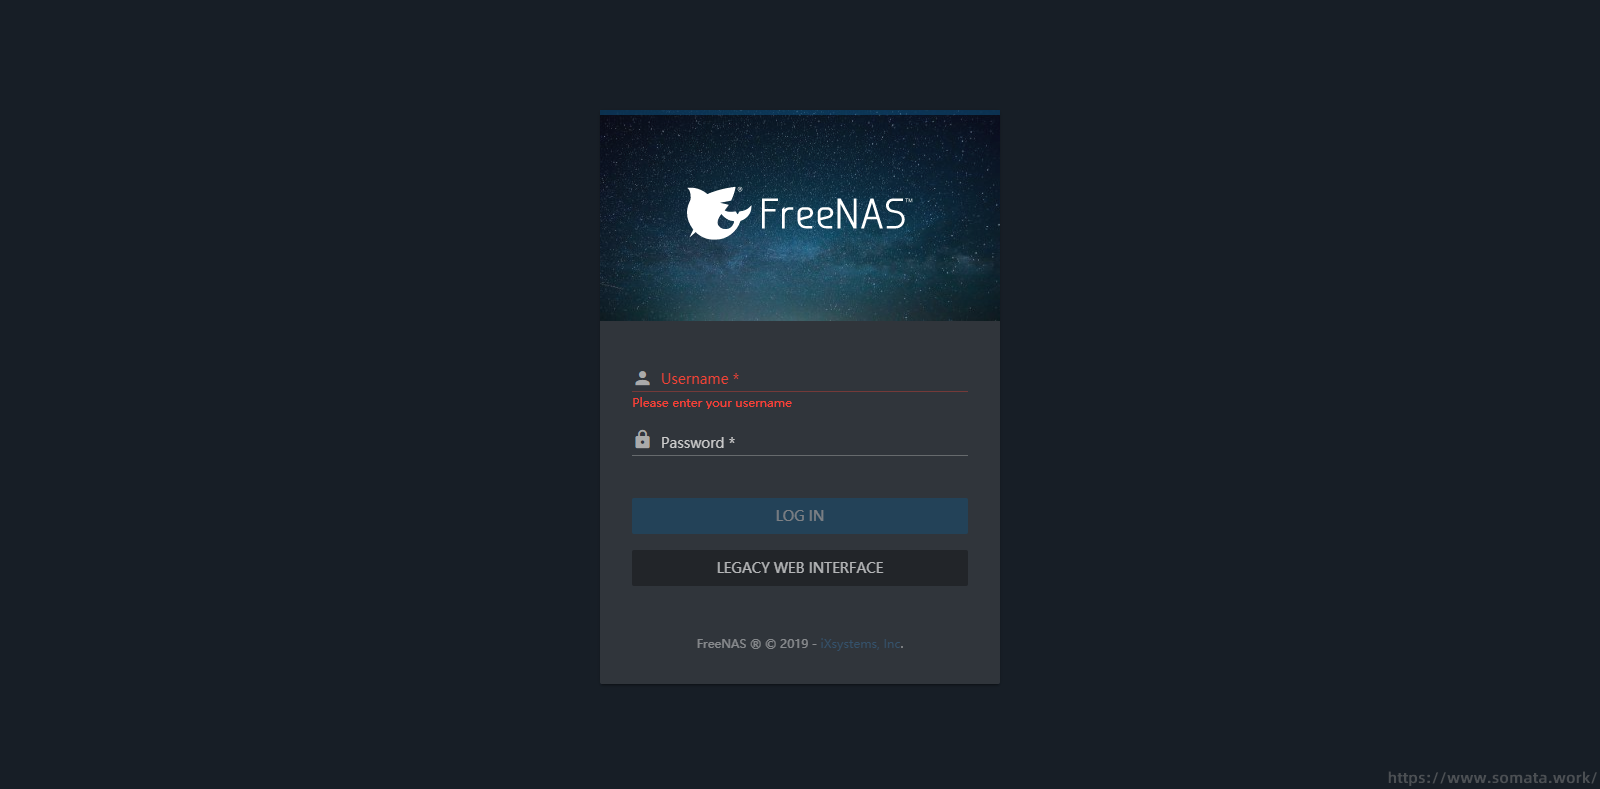 FreeNAS™
Username *
Please enter your username
Password *
LOG IN
LEGACY WEB INTERFACE
FreeNAS ® © 2019 - iXsystems, Inc.
https://www.somata.work/